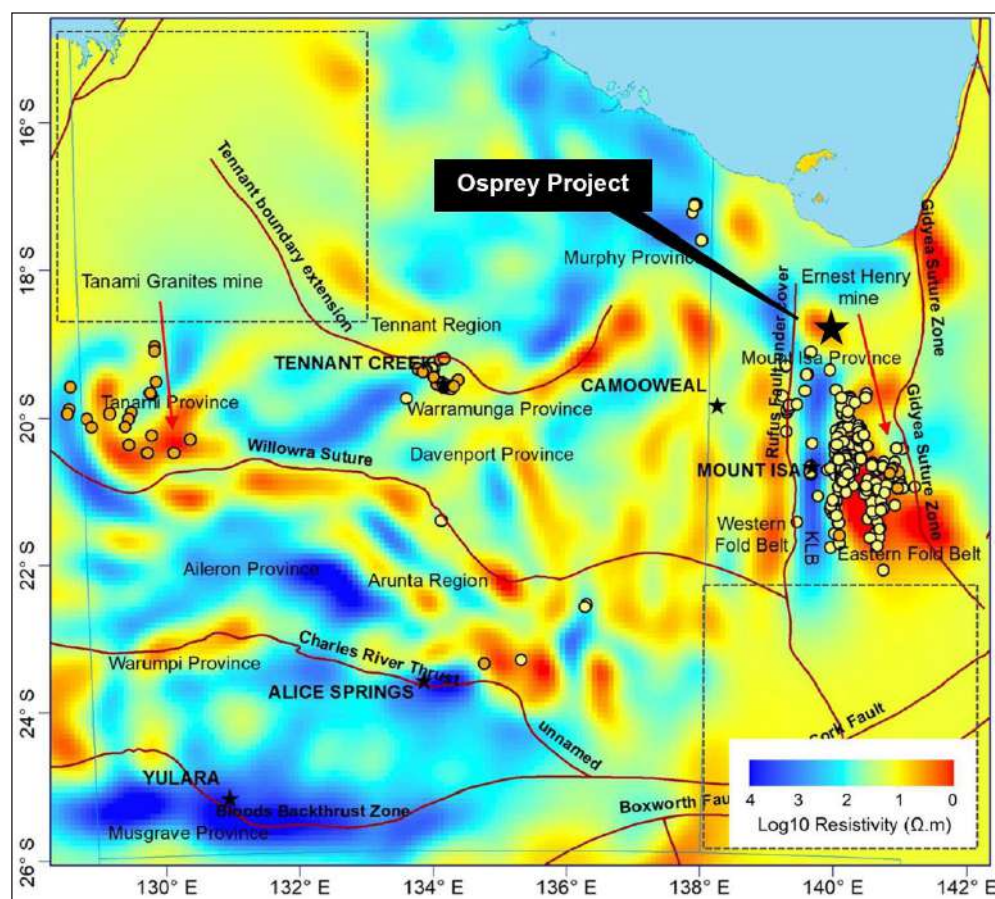 16° S
18° S
20° S
22° S
24° S
26° S
Osprey Project
Tennant boundary extension
Murphy Province
Gidyea Suture Zone
Tanami Granites mine
Ernest Henry
mine
Rufus Fault under cover
Tennant Region
TENNANT CREEK
Mount Isa Province
CAMOOWEAL
Tanami Province
Warramunga Province
Gidyea Suture Zone
Willowra Suture
Davenport Province
MOUNT ISA
Western
Fold Belt
KLB
Eastern Fold Belt
Aileron Province
Arunta Region
Warumpi Province
Charles River Thrust
ALICE SPRINGS
unnamed
Cork Fault
YULARA
Bloods Backthrust Zone
Boxworth Fau
Musgrave Province
4 3 2 1 0
Log10 Resistivity (Ω.m)
130° E 132° E 134° E 136° E 138° E 140° E 142° E